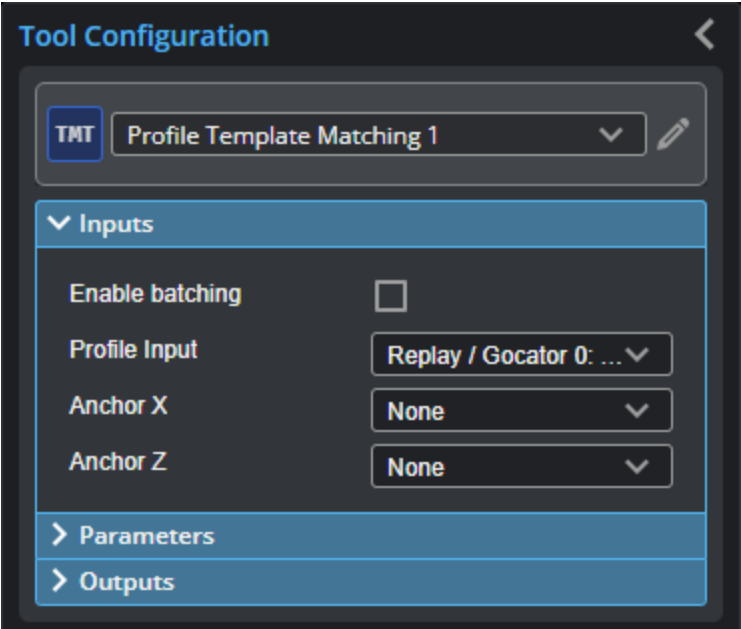 Tool Configuration
TMT Profile Template Matching 1
Inputs
Enable batching
Profile Input Replay / Gocator 0: ...
Anchor X None
Anchor Z None
Parameters
Outputs